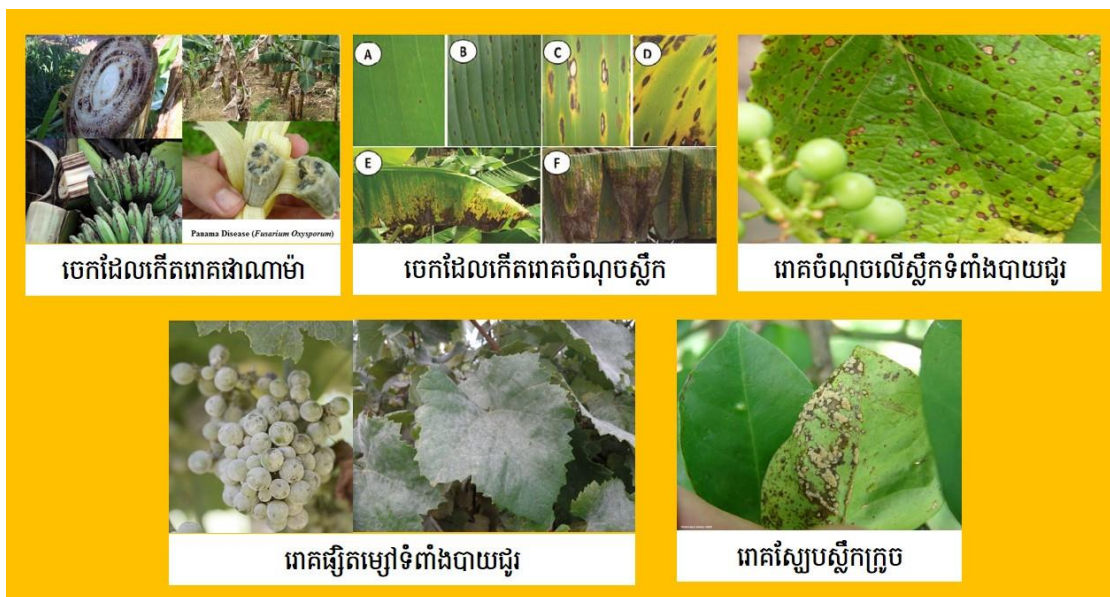 A
B
C
D
E
F
Panama Disease (Fusarium Oxysporum)
ចេកដែលកើតរោគផាណាម៉ា
ចេកដែលកើតរោគចំណុចស្លឹក
រោគចំណុចលើស្លឹកទំពាំងបាយជូរ
រោគផ្សិតម្សៅទំពាំងបាយជូរ
រោគស្ឃែបស្លឹកក្រូច